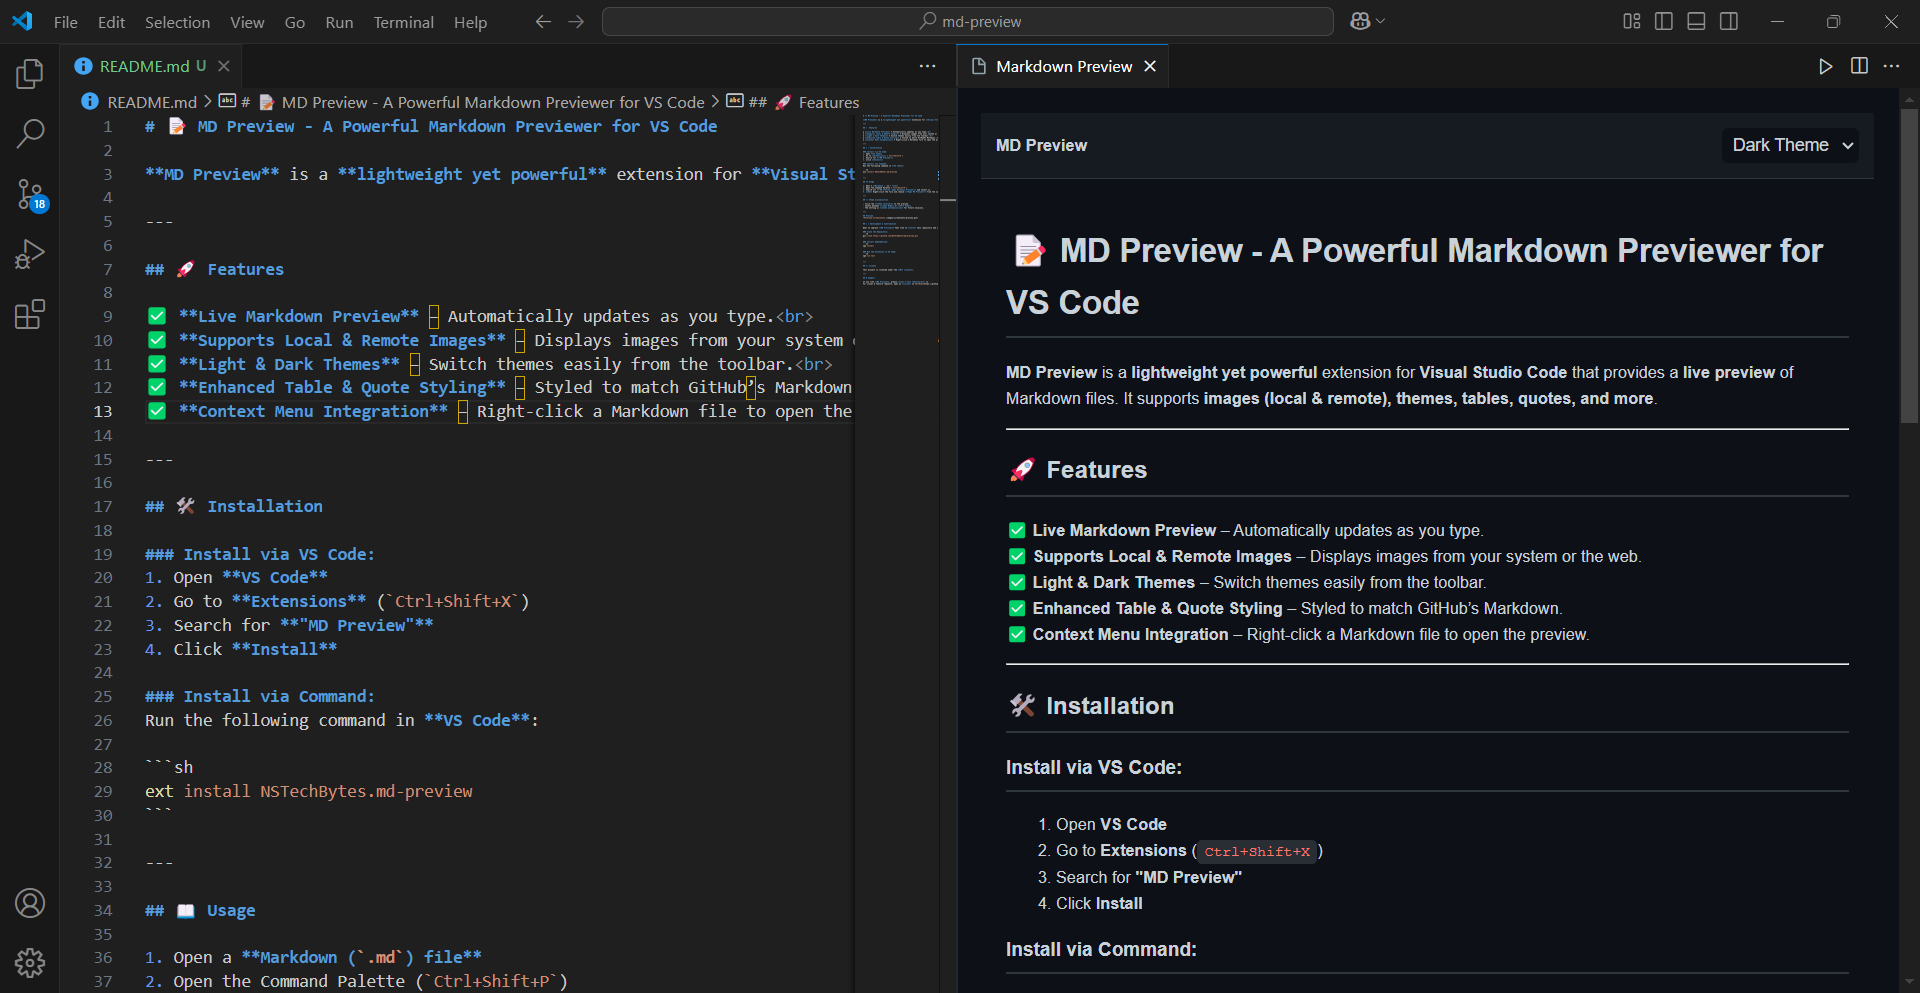 File Edit Selection View Go Run Terminal Help
md-preview
README.md U
README.md > # 📝 MD Preview - A Powerful Markdown Previewer for VS Code > ## 🚀 Features
1 # 📝 MD Preview - A Powerful Markdown Previewer for VS Code
2
3 **MD Preview** is a **lightweight yet powerful** extension for **Visual St
4
5 ---
6
7 ## 🚀 Features
8
9 ✅ **Live Markdown Preview** – Automatically updates as you type.<br>
10 ✅ **Supports Local & Remote Images** – Displays images from your system
11 ✅ **Light & Dark Themes** – Switch themes easily from the toolbar.<br>
12 ✅ **Enhanced Table & Quote Styling** – Styled to match GitHub’s Markdown
13 ✅ **Context Menu Integration** – Right-click a Markdown file to open the
14
15 ---
16
17 ## 🛠 Installation
18
19 ### Install via VS Code:
20 1. Open **VS Code**
21 2. Go to **Extensions** (`Ctrl+Shift+X`)
22 3. Search for **"MD Preview"**
23 4. Click **Install**
24
25 ### Install via Command:
26 Run the following command in **VS Code**:
27
28 ```sh
29 ext install NSTechBytes.md-preview
30 ```
31
32 ---
33
34 ## 📖 Usage
35
36 1. Open a **Markdown (`.md`) file**
37 2. Open the Command Palette (`Ctrl+Shift+P`)
18
Markdown Preview
MD Preview
Dark Theme
📝 MD Preview - A Powerful Markdown Previewer for
VS Code
MD Preview is a lightweight yet powerful extension for Visual Studio Code that provides a live preview of
Markdown files. It supports images (local & remote), themes, tables, quotes, and more.
🚀 Features
✅ Live Markdown Preview – Automatically updates as you type.
✅ Supports Local & Remote Images – Displays images from your system or the web.
✅ Light & Dark Themes – Switch themes easily from the toolbar.
✅ Enhanced Table & Quote Styling – Styled to match GitHub’s Markdown.
✅ Context Menu Integration – Right-click a Markdown file to open the preview.
🛠 Installation
Install via VS Code:
1. Open VS Code
2. Go to Extensions (Ctrl+Shift+X)
3. Search for "MD Preview"
4. Click Install
Install via Command: